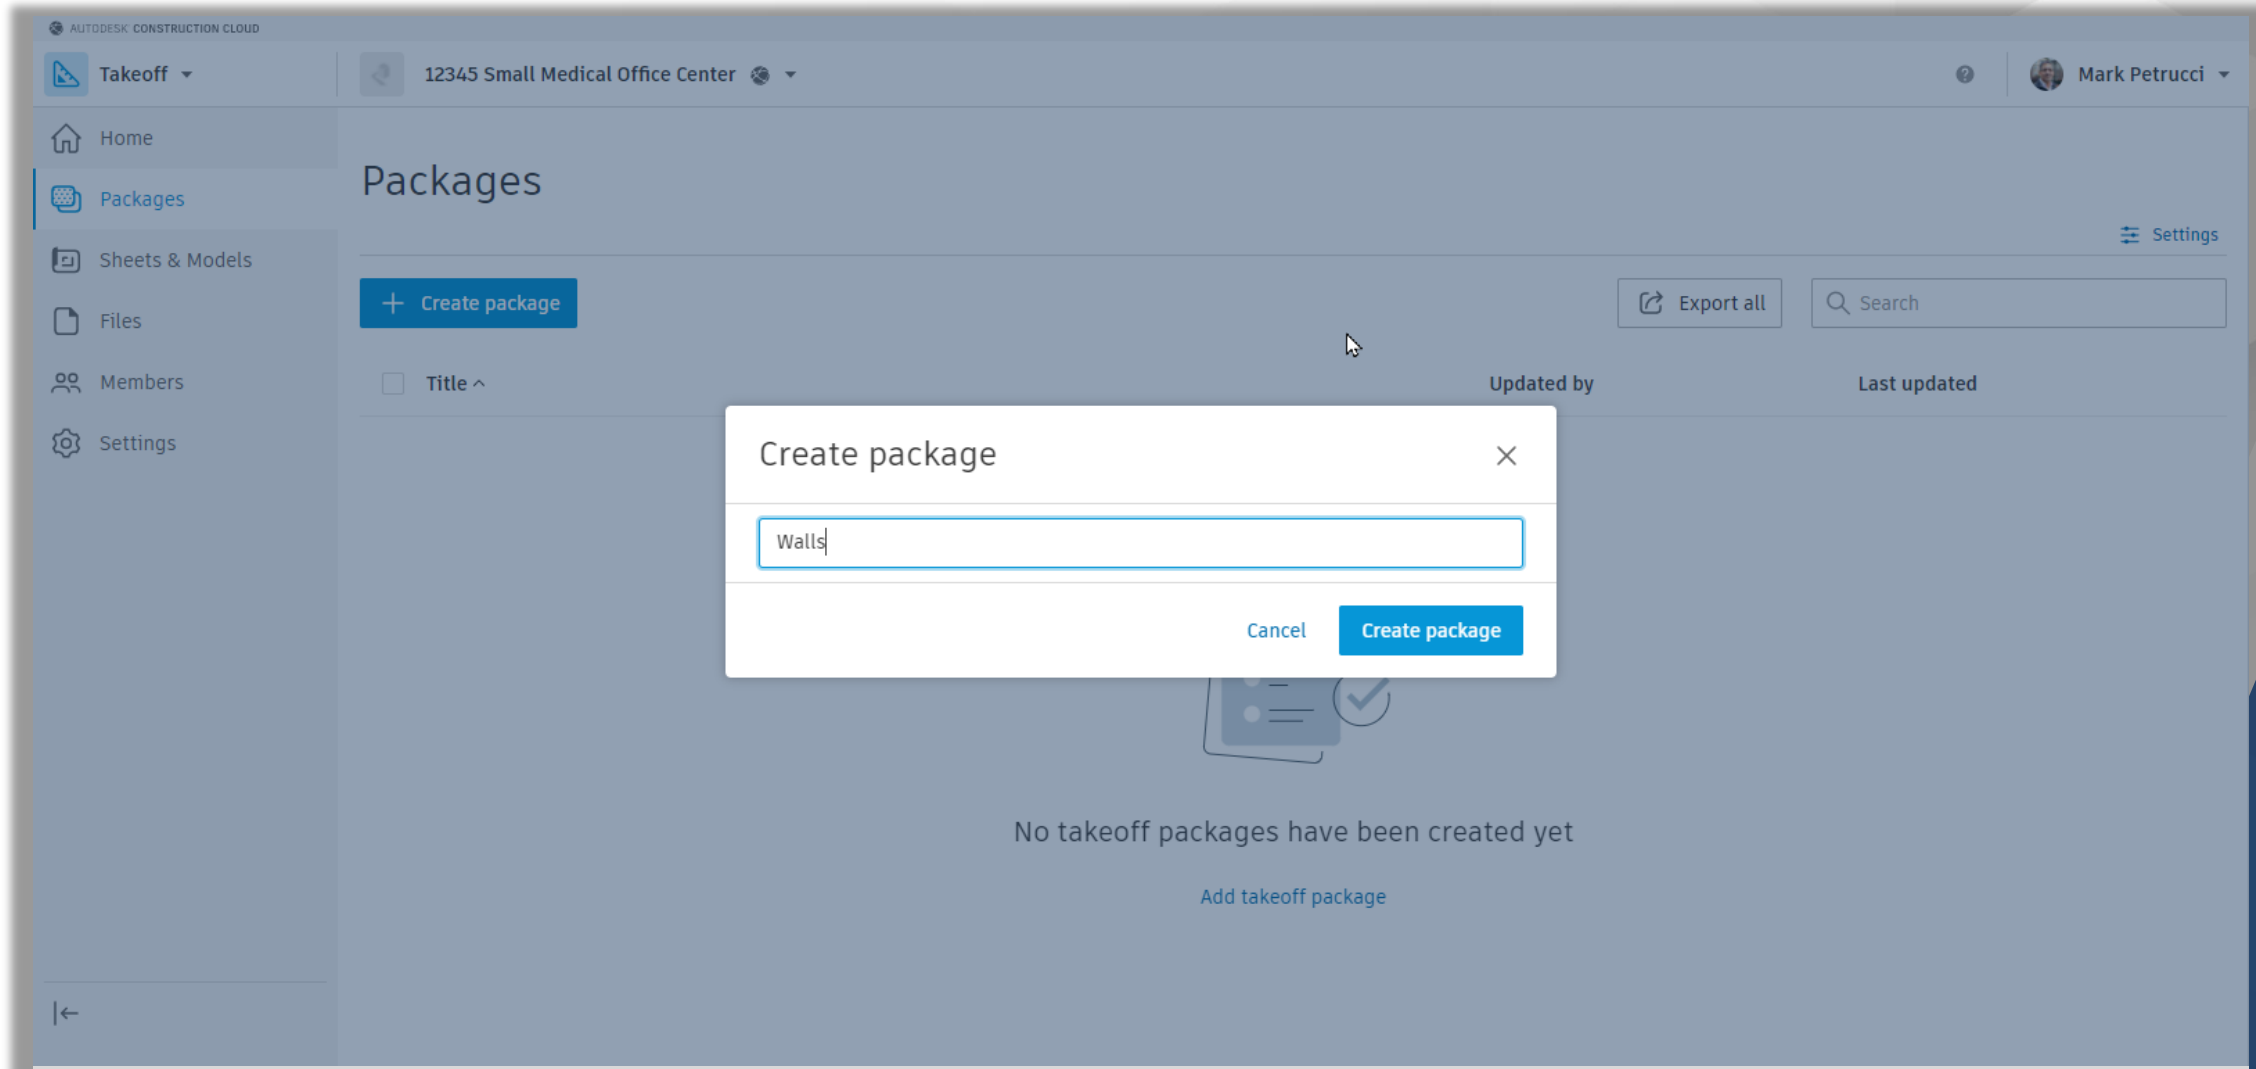 AUTODESK CONSTRUCTION CLOUD
Takeoff
12345 Small Medical Office Center
Mark Petrucci
Home
Packages
Sheets & Models
Files
Members
Settings
Packages
Settings
Create package
Export all
Search
Title
Updated by
Last updated
Create package
Walls
Cancel
Create package
No takeoff packages have been created yet
Add takeoff package